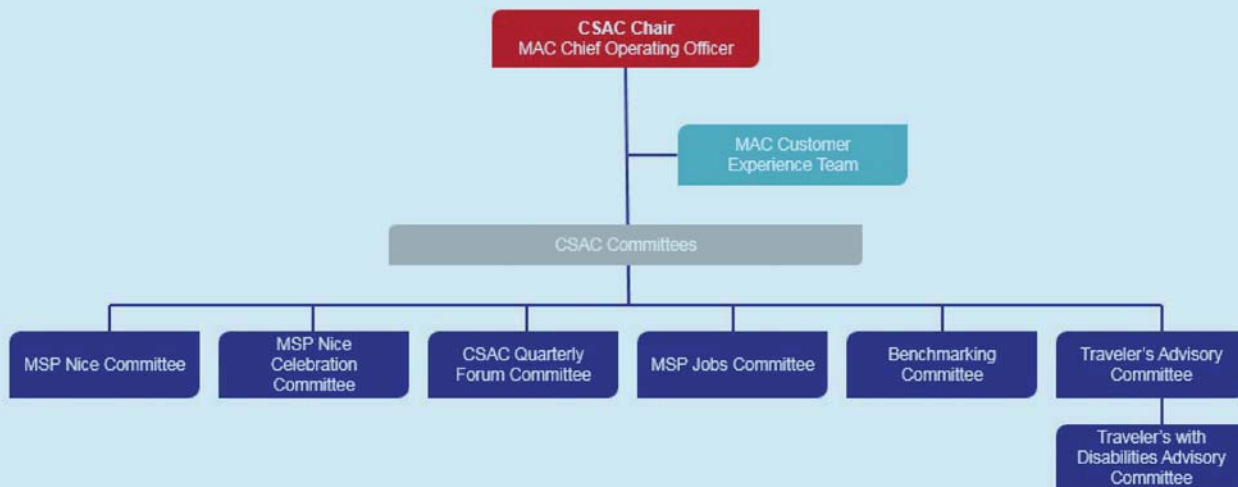 CSAC Chair
MAC Chief Operating Officer
MAC Customer
Experience Team
CSAC Committees
MSP Nice Committee
MSP Nice
Celebration
Committee
CSAC Quarterly
Forum Committee
MSP Jobs Committee
Benchmarking
Committee
Traveler's Advisory
Committee
Traveler's with
Disabilities Advisory
Committee